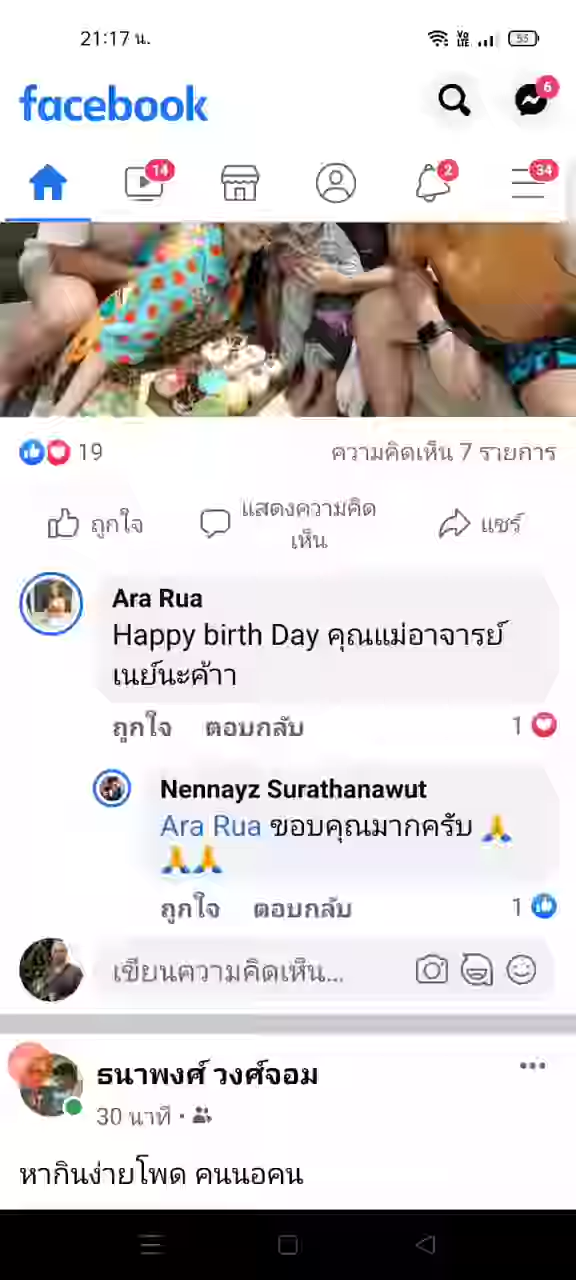 21:17 น.
VO LTE
53
facebook
6
14
2
34
19
ความคิดเห็น 7 รายการ
ถูกใจ
แสดงความคิด
เห็น
แชร์
Ara Rua
Happy birth Day คุณแม่อาจารย์
เนย์นะค้าา
ถูกใจ ตอบกลับ 1
Nennayz Surathanawut
Ara Rua ขอบคุณมากครับ 🙏
🙏🙏
ถูกใจ ตอบกลับ 1
เขียนความคิดเห็น...
ธนาพงศ์ วงศ์จอม
30 นาที
หากินง่ายโพด คนนอคน